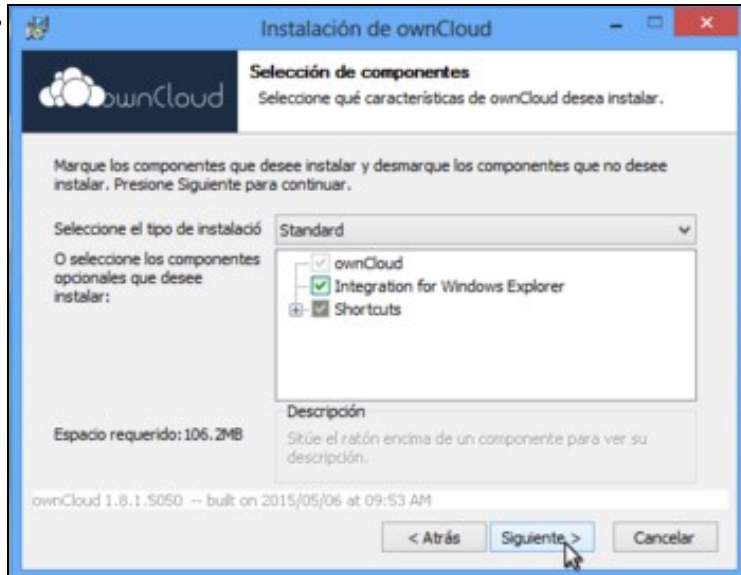 Instalación de ownCloud
ownCloud
Selección de componentes
Seleccione qué características de ownCloud desea instalar.
Marque los componentes que desee instalar y desmarque los componentes que no desee
instalar. Presione Siguiente para continuar.
Seleccione el tipo de instalació
Standard
O seleccione los componentes
opcionales que desee
instalar:
ownCloud
Integration for Windows Explorer
Shortcuts
Espacio requerido: 106.2MB
Descripción
Sitúe el ratón encima de un componente para ver su
descripción.
ownCloud 1.8.1.5050 -- built on 2015/05/06 at 09:53 AM
< Atrás
Siguiente >
Cancelar